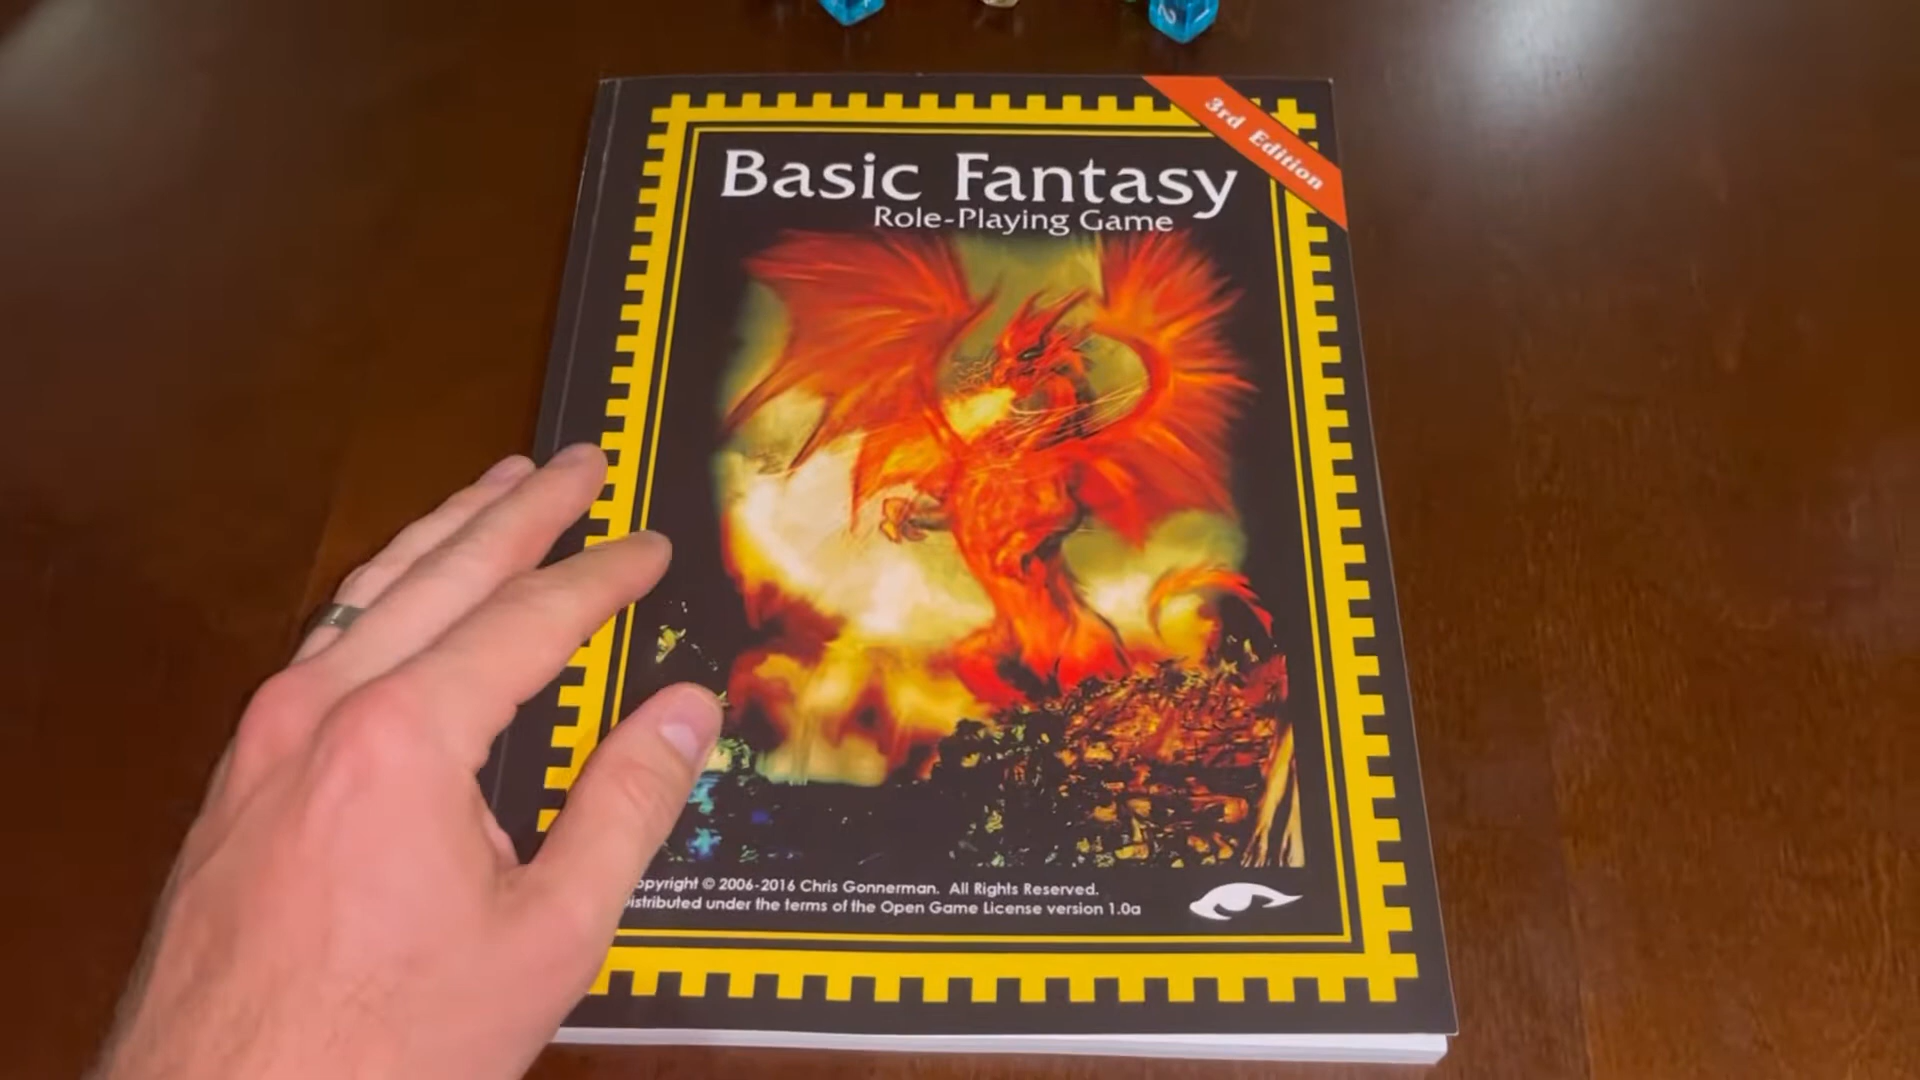 3rd Edition
Basic Fantasy
Role-Playing Game
opyright © 2006-2016 Chris Gonnerman. All Rights Reserved.
istributed under the terms of the Open Game License version 1.0a